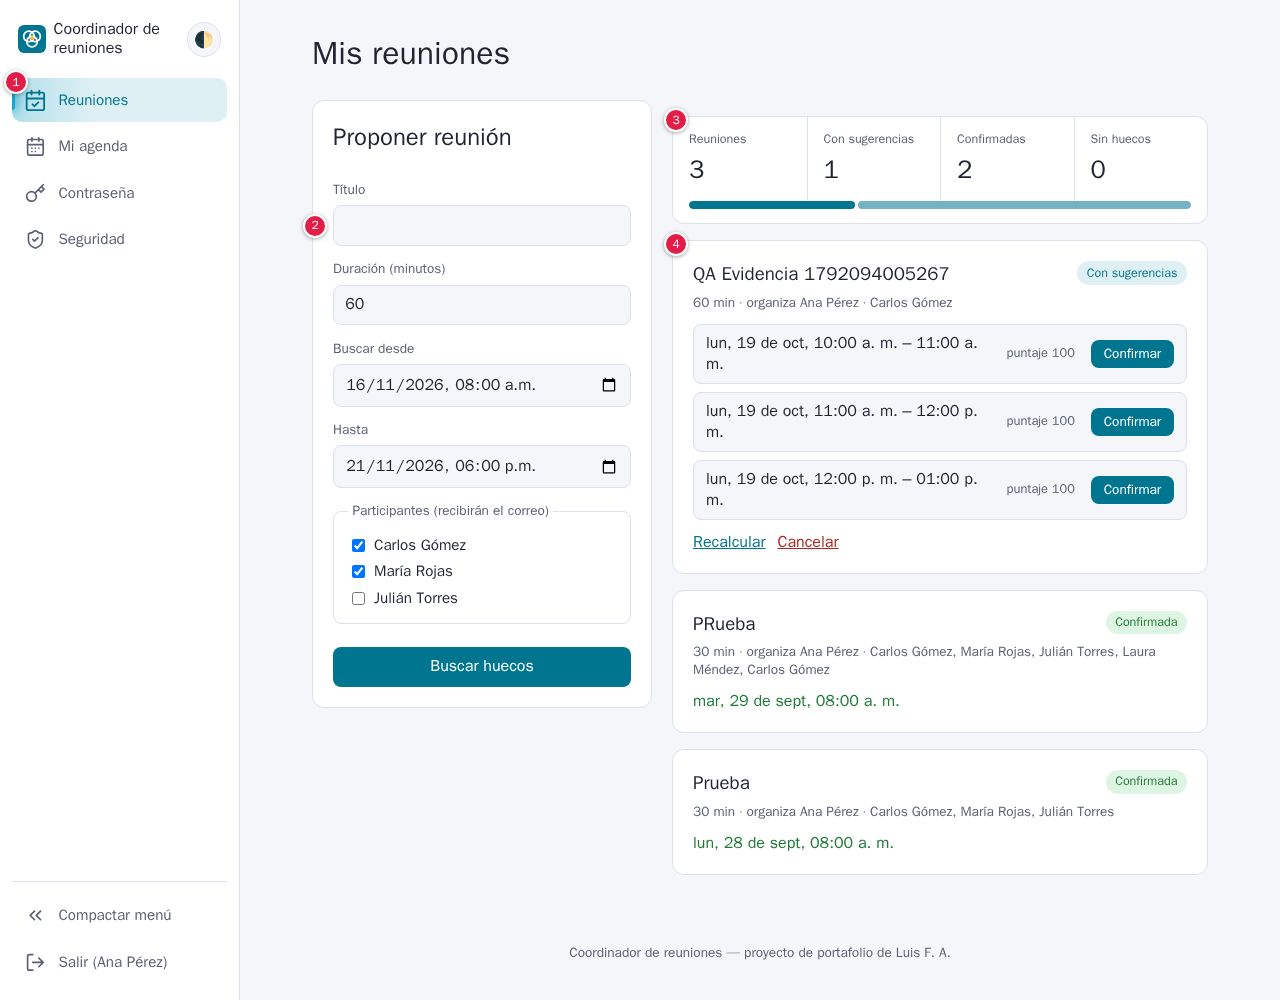 Coordinador de
reuniones
1
Reuniones
Mi agenda
Contraseña
Seguridad
Compactar menú
Salir (Ana Pérez)
Mis reuniones
Proponer reunión
Título
2
Duración (minutos)
60
Buscar desde
16/11/2026, 08:00 a.m.
Hasta
21/11/2026, 06:00 p.m.
Participantes (recibirán el correo)
Carlos Gómez
María Rojas
Julián Torres
Buscar huecos
3
Reuniones
3
Con sugerencias
1
Confirmadas
2
Sin huecos
0
4
QA Evidencia 1792094005267
Con sugerencias
60 min · organiza Ana Pérez · Carlos Gómez
lun, 19 de oct, 10:00 a. m. – 11:00 a.
m.
puntaje 100
Confirmar
lun, 19 de oct, 11:00 a. m. – 12:00 p.
m.
puntaje 100
Confirmar
lun, 19 de oct, 12:00 p. m. – 01:00 p.
m.
puntaje 100
Confirmar
Recalcular
Cancelar
PRueba
Confirmada
30 min · organiza Ana Pérez · Carlos Gómez, María Rojas, Julián Torres, Laura
Méndez, Carlos Gómez
mar, 29 de sept, 08:00 a. m.
Prueba
Confirmada
30 min · organiza Ana Pérez · Carlos Gómez, María Rojas, Julián Torres
lun, 28 de sept, 08:00 a. m.
Coordinador de reuniones — proyecto de portafolio de Luis F. A.